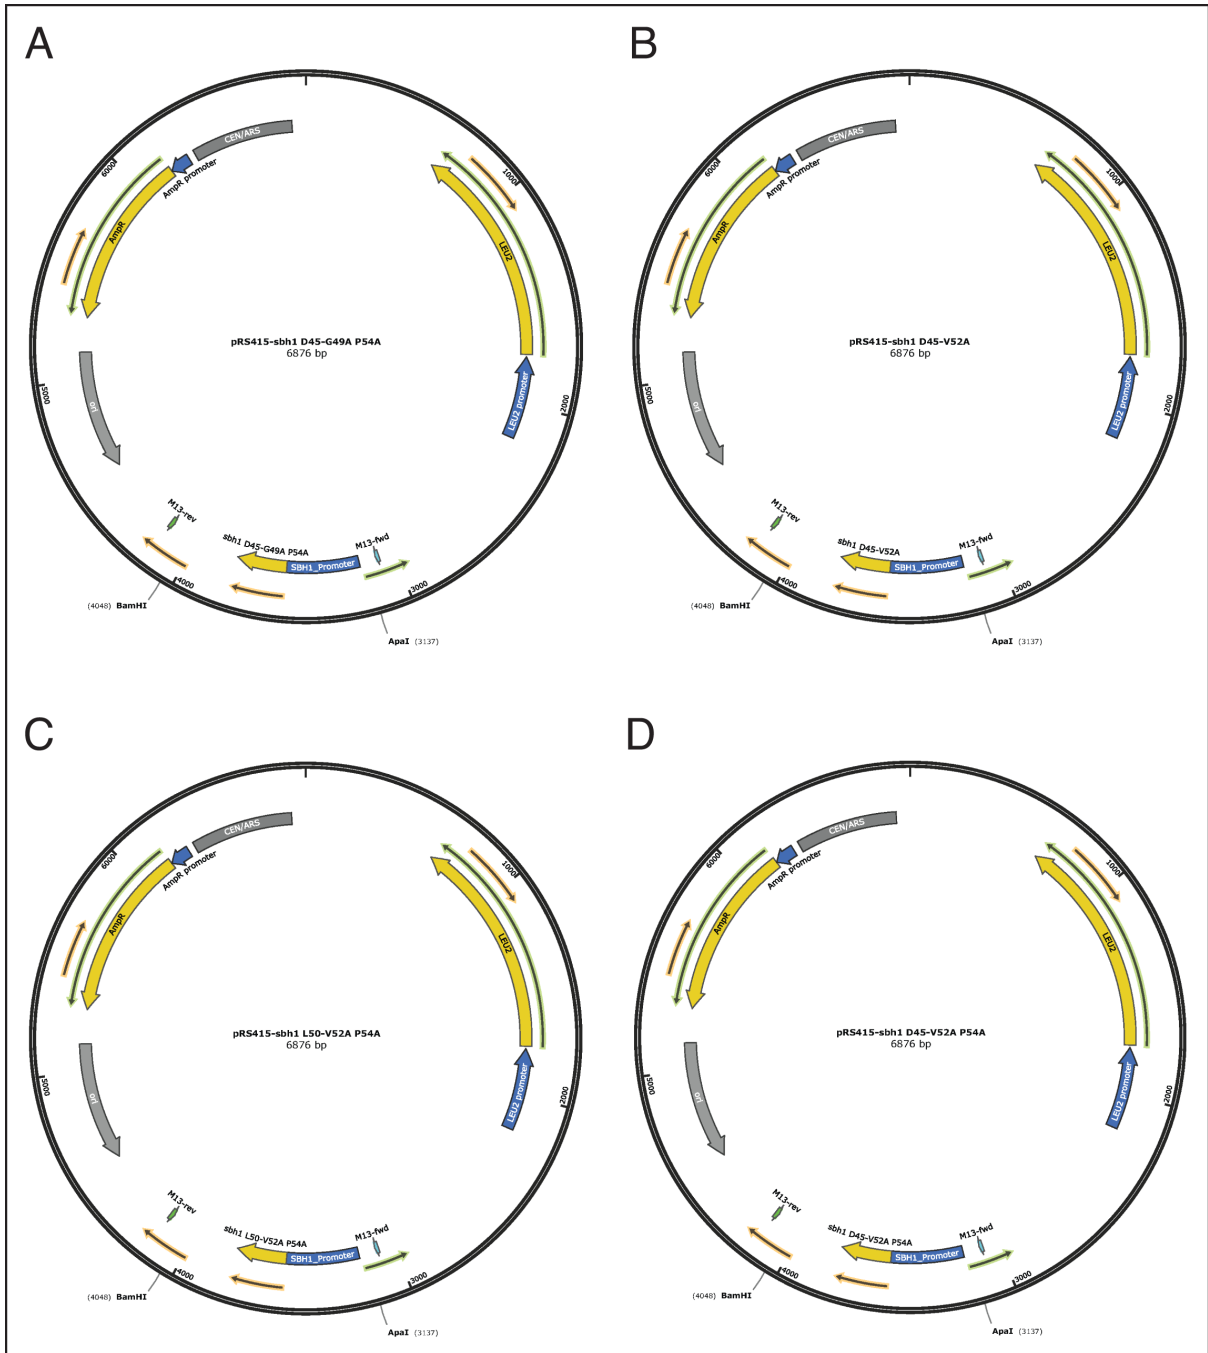 A
CEN/ARS
AmpR promoter
6000
AmpR
1000
LEU2
pRS415-sbh1 D45-G49A P54A
6876 bp
5000
ori
2000
LEU2 promoter
M13-rev
sbh1 D45-G49A P54A
M13-fwd
SBH1_Promoter
4000
3000
(4048) BamHI
ApaI (3137)
B
CEN/ARS
AmpR promoter
6000
AmpR
1000
LEU2
pRS415-sbh1 D45-V52A
6876 bp
5000
ori
2000
LEU2 promoter
M13-rev
sbh1 D45-V52A
M13-fwd
SBH1_Promoter
4000
3000
(4048) BamHI
ApaI (3137)
C
CEN/ARS
AmpR promoter
6000
AmpR
1000
LEU2
pRS415-sbh1 L50-V52A P54A
6876 bp
5000
ori
2000
LEU2 promoter
M13-rev
sbh1 L50-V52A P54A
M13-fwd
SBH1_Promoter
4000
3000
(4048) BamHI
ApaI (3137)
D
CEN/ARS
AmpR promoter
6000
AmpR
1000
LEU2
pRS415-sbh1 D45-V52A P54A
6876 bp
5000
ori
2000
LEU2 promoter
M13-rev
sbh1 D45-V52A P54A
M13-fwd
SBH1_Promoter
4000
3000
(4048) BamHI
ApaI (3137)